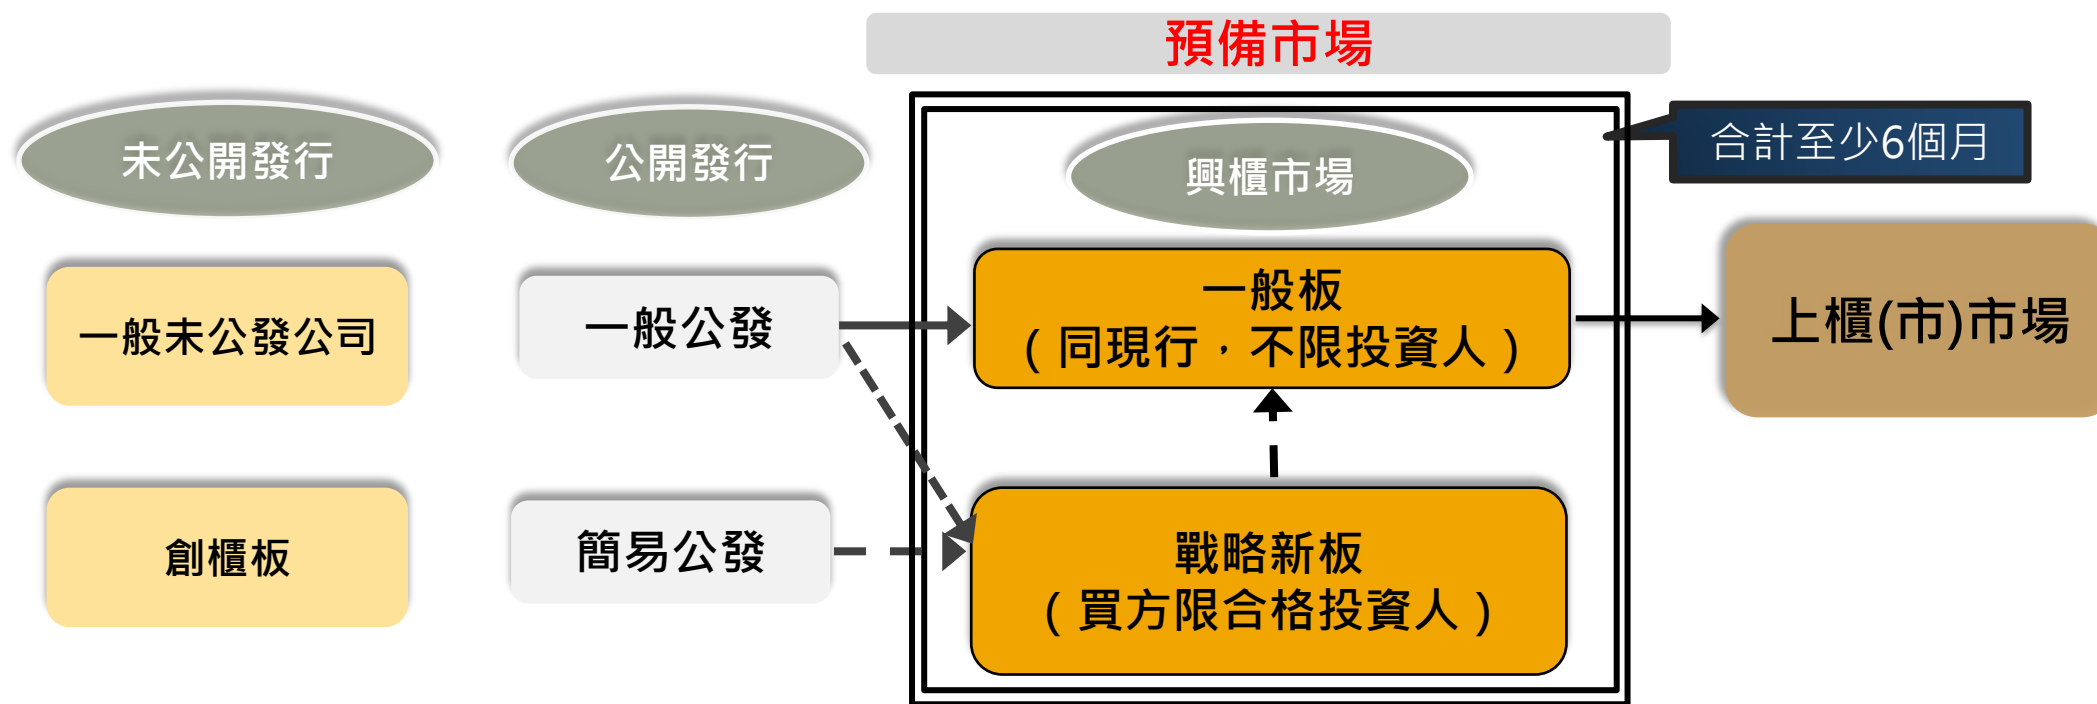 預備市場
未公開發行
公開發行
興櫃市場
合計至少6個月
一般未公發公司
一般公發
一般板
(同現行，不限投資人)
上櫃(市)市場
創櫃板
簡易公發
戰略新板
(買方限合格投資人)